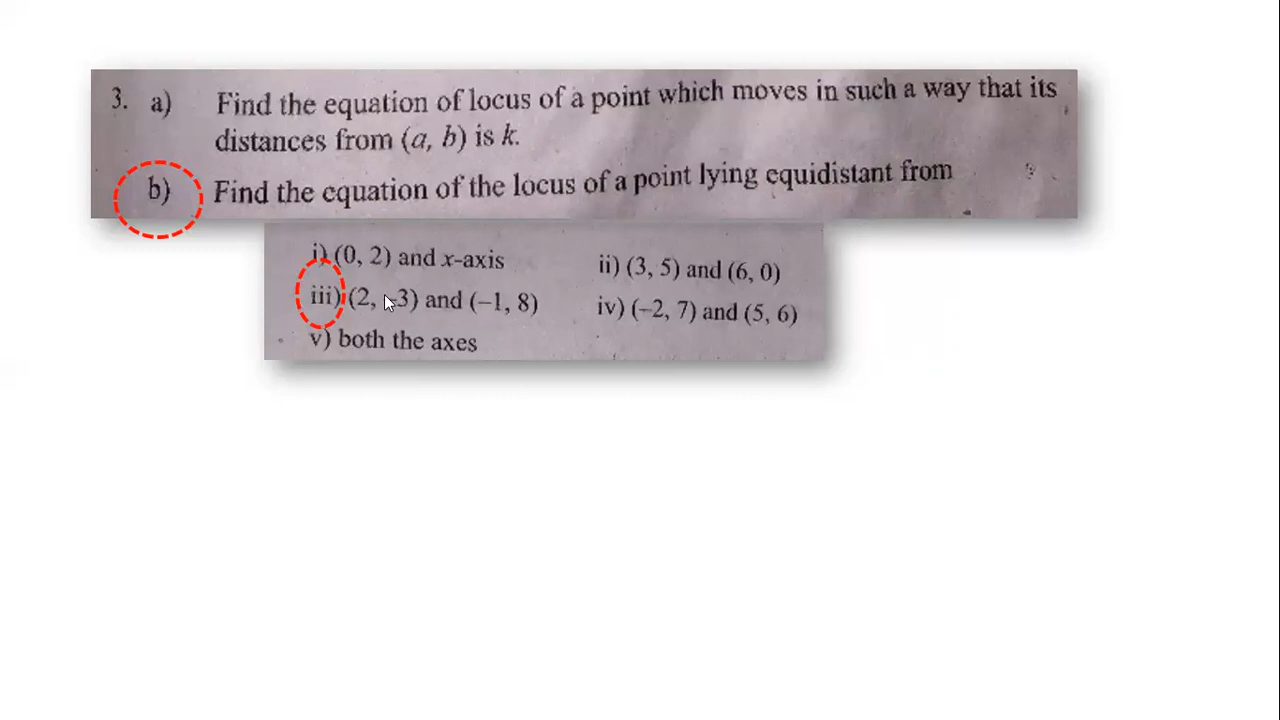 3. a) Find the equation of locus of a point which moves in such a way that its
distances from (a, b) is k.
b) Find the equation of the locus of a point lying equidistant from
i) (0, 2) and x-axis ii) (3, 5) and (6, 0)
iii) (2, –3) and (–1, 8) iv) (–2, 7) and (5, 6)
v) both the axes